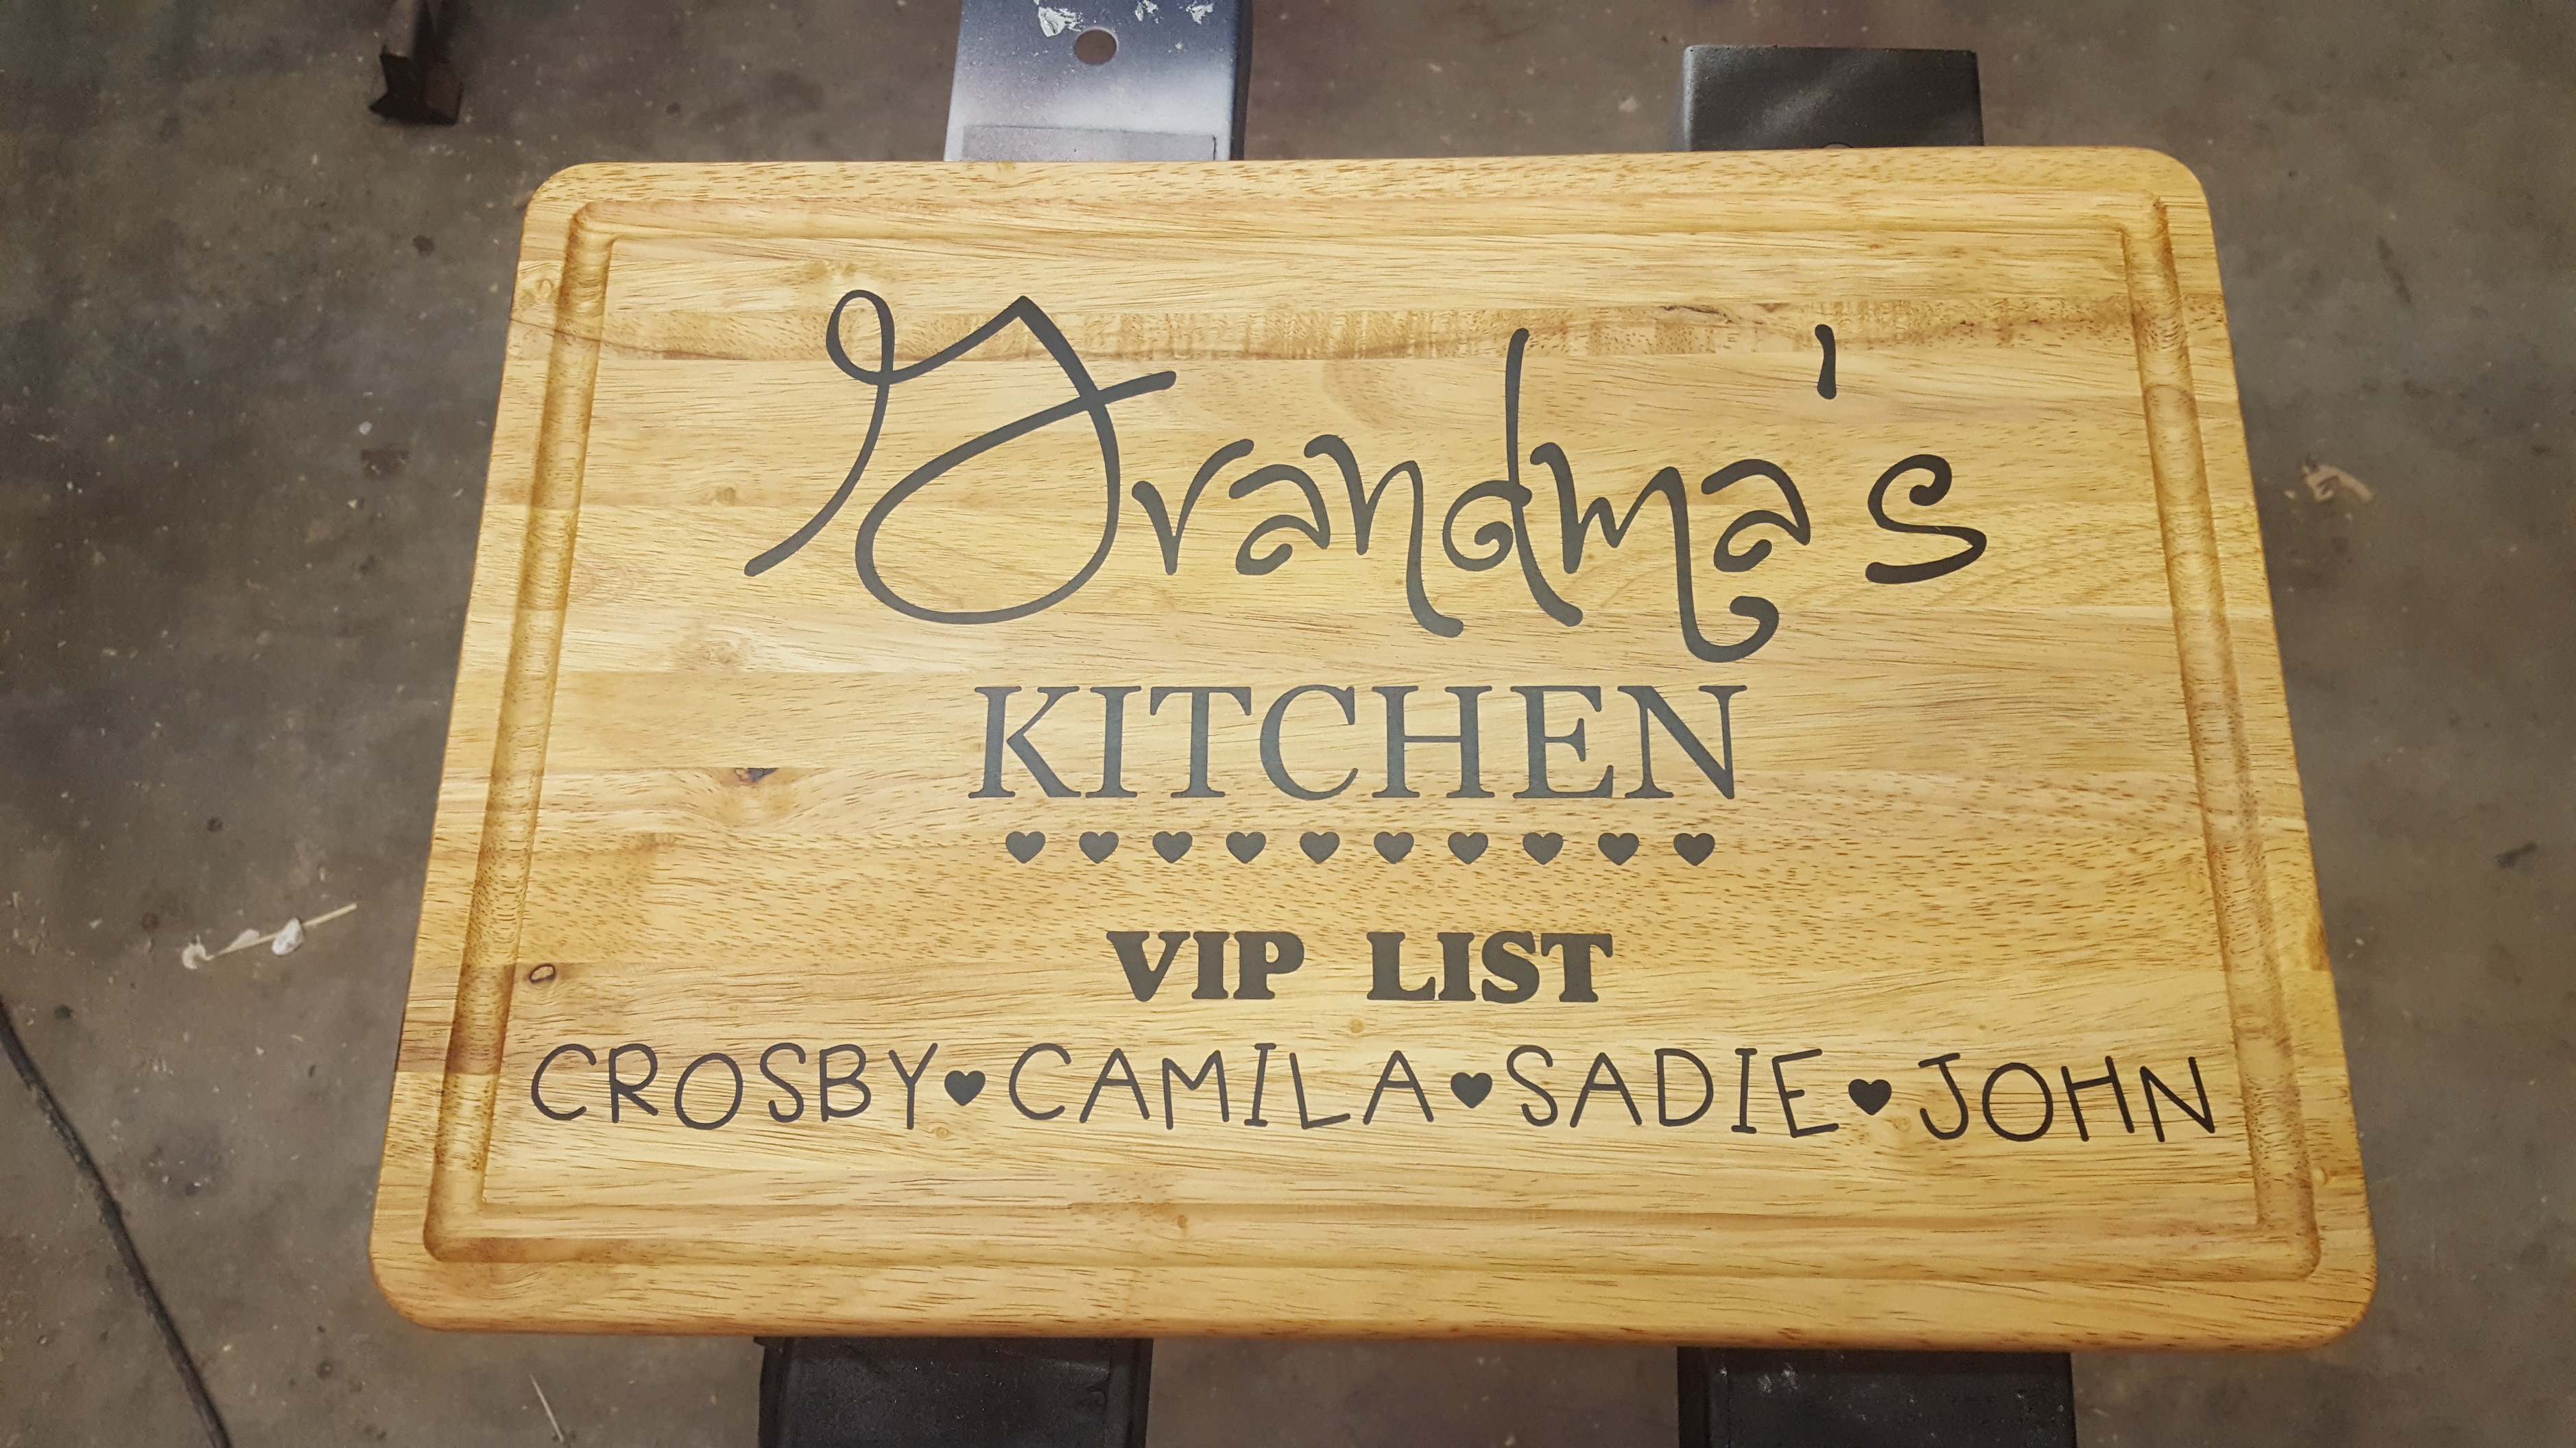 Grandma's
KITCHEN
♥♥♥♥♥♥♥♥♥♥
VIP LIST
CROSBY♥CAMILA♥SADIE♥JOHN